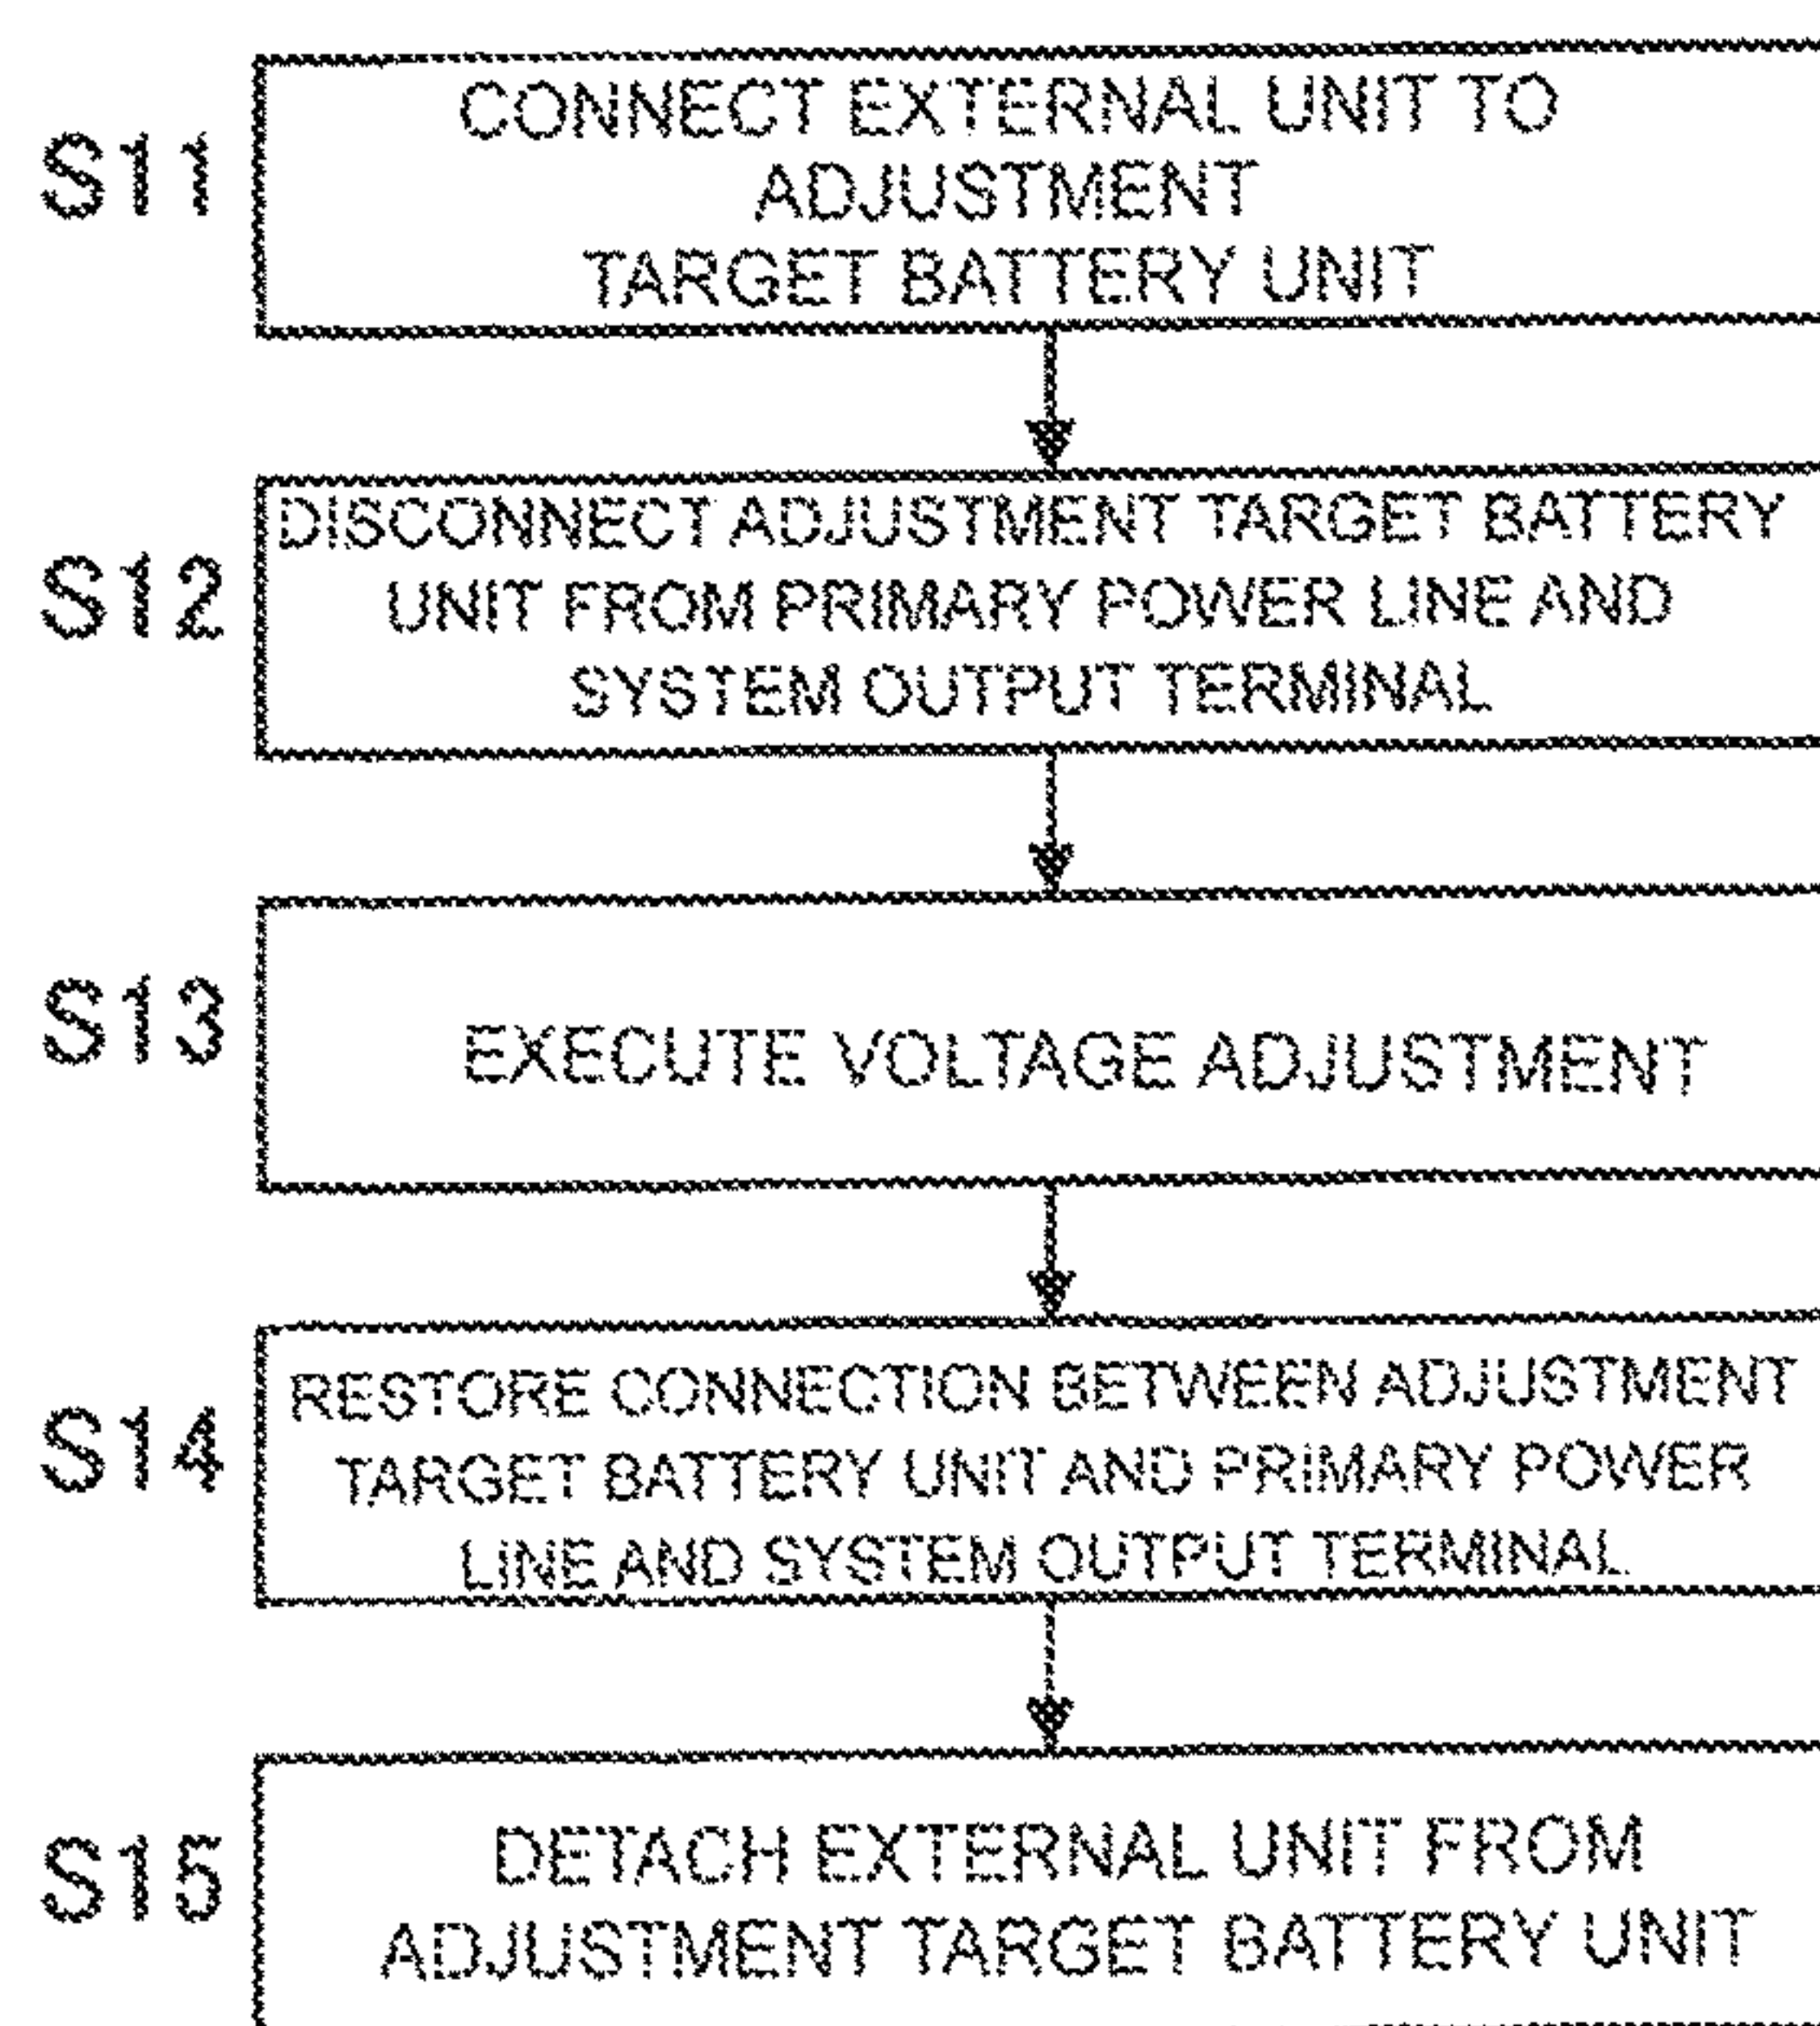 S11
CONNECT EXTERNAL UNIT TO
ADJUSTMENT
TARGET BATTERY UNIT
S12
DISCONNECT ADJUSTMENT TARGET BATTERY
UNIT FROM PRIMARY POWER LINE AND
SYSTEM OUTPUT TERMINAL
S13
EXECUTE VOLTAGE ADJUSTMENT
S14
RESTORE CONNECTION BETWEEN ADJUSTMENT
TARGET BATTERY UNIT AND PRIMARY POWER
LINE AND SYSTEM OUTPUT TERMINAL
S15
DETACH EXTERNAL UNIT FROM
ADJUSTMENT TARGET BATTERY UNIT